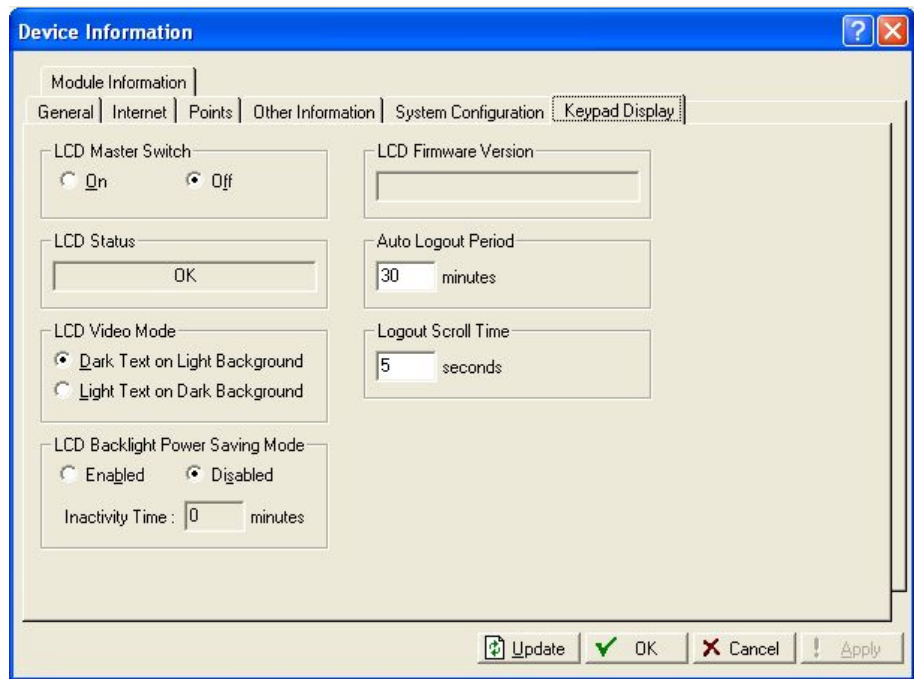 Device Information
Module Information
General Internet Points Other Information System Configuration Keypad Display
LCD Master Switch
On Off
LCD Firmware Version
LCD Status
OK
Auto Logout Period
30 minutes
LCD Video Mode
Dark Text on Light Background
Light Text on Dark Background
Logout Scroll Time
5 seconds
LCD Backlight Power Saving Mode
Enabled Disabled
Inactivity Time : 0 minutes
Update OK Cancel Apply